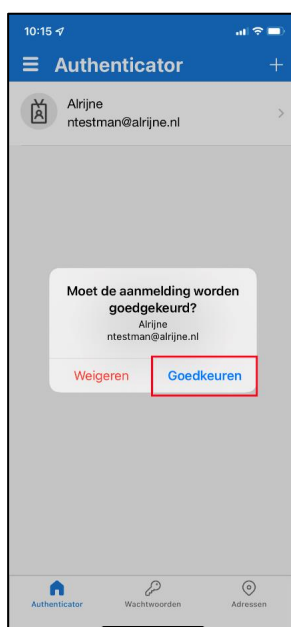 10:15
Authenticator
Alrijne
ntestman@alrijne.nl
Moet de aanmelding worden
goedgekeurd?
Alrijne
ntestman@alrijne.nl
Weigeren Goedkeuren
Authenticator Wachtwoorden Adressen